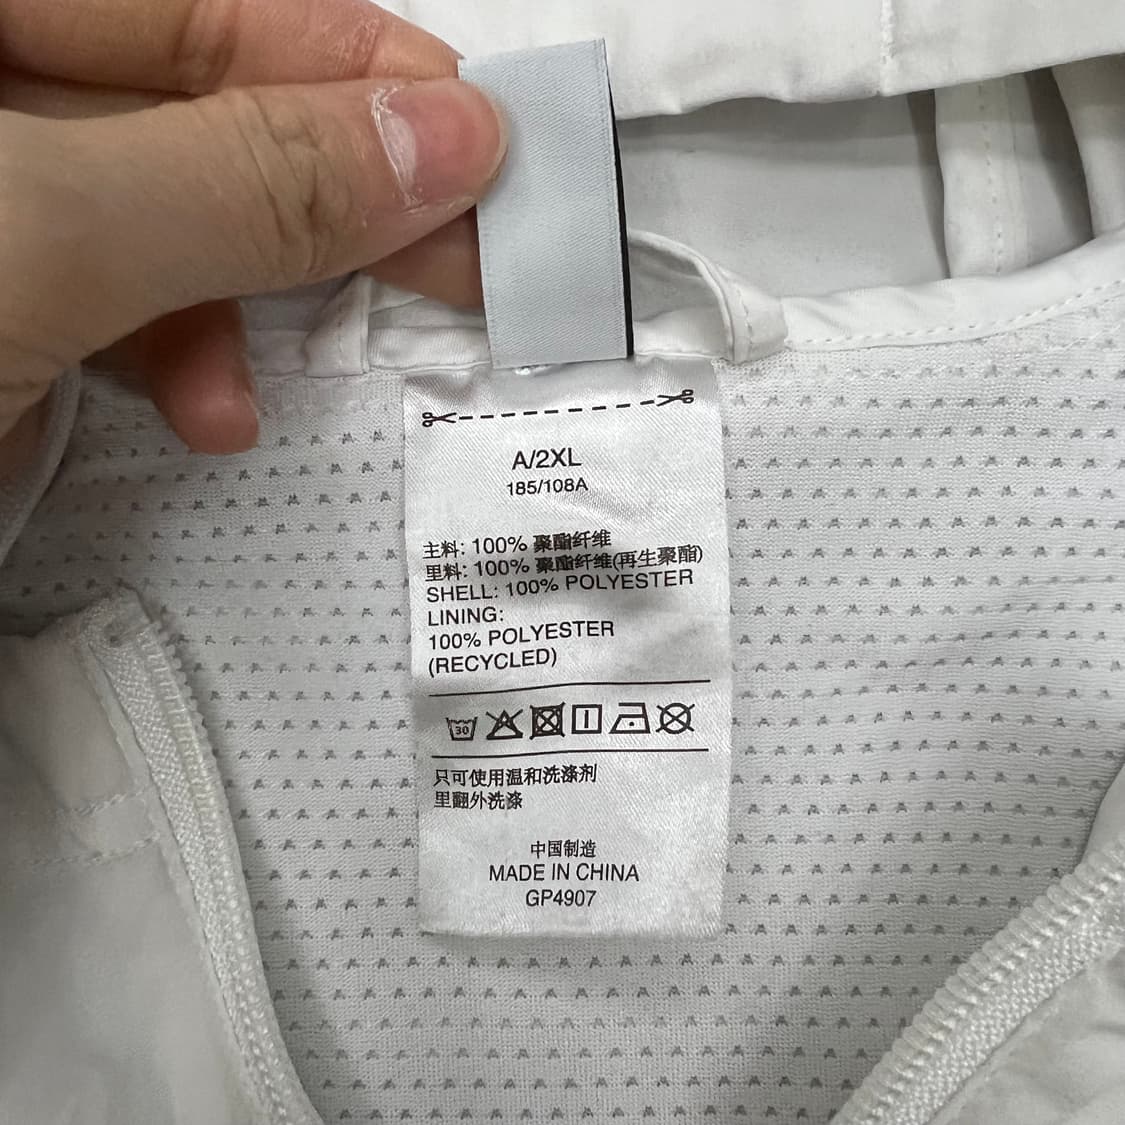 A/2XL
185/108A
主料: 100% 聚酯纤维
里料: 100% 聚酯纤维(再生聚酯)
SHELL: 100% POLYESTER
LINING:
100% POLYESTER
(RECYCLED)
30
只可使用温和洗涤剂
里翻外洗涤
中国制造
MADE IN CHINA
GP4907